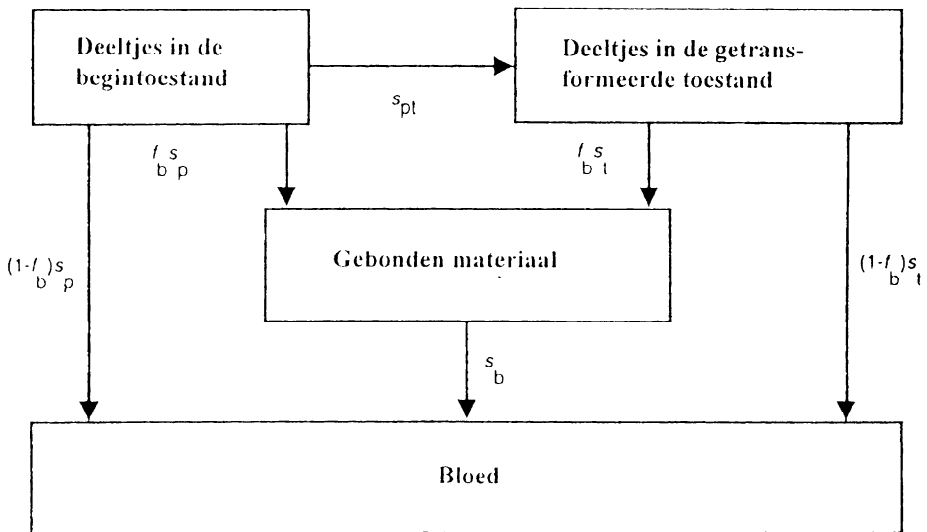 Deeltjes in de
begintoestand
Deeltjes in de getrans-
formeerde toestand
s_pt
f_b s_p
f_b s_t
(1-f_b)s_p
Gebonden materiaal
(1-f_b)s_t
s_b
Bloed